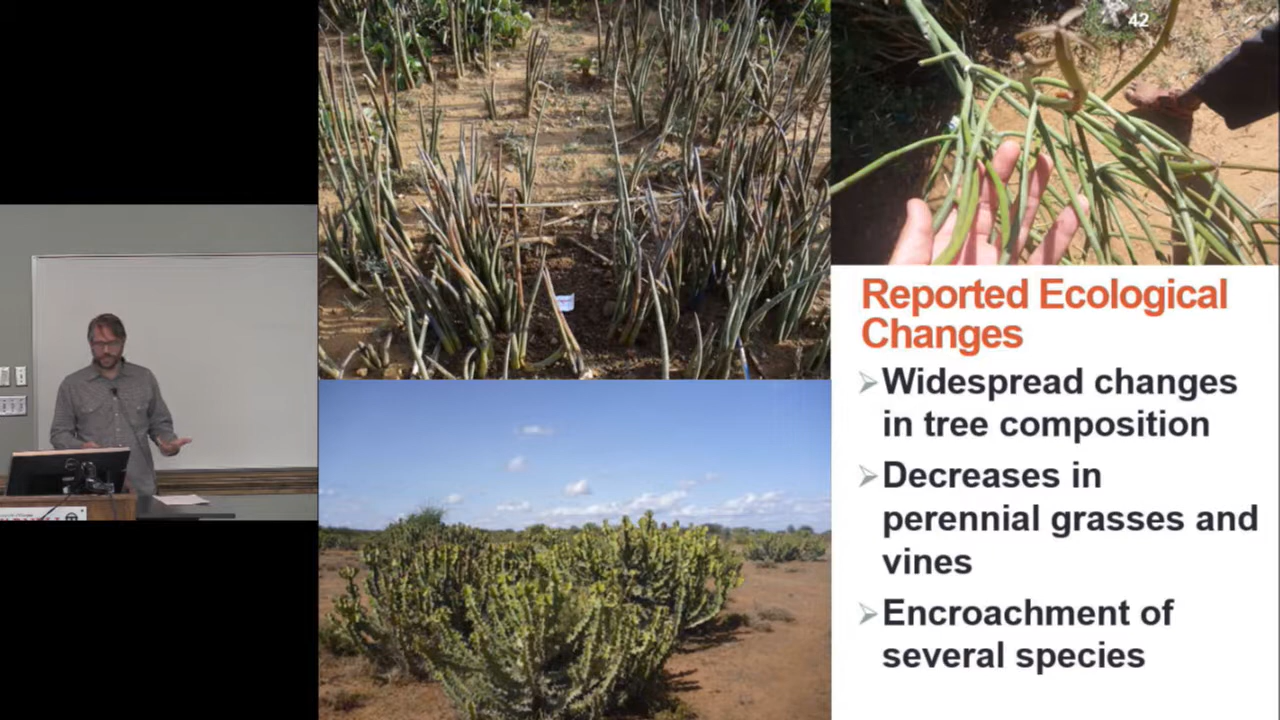 42
Reported Ecological
Changes
➢Widespread changes
in tree composition
➢Decreases in
perennial grasses and
vines
➢Encroachment of
several species